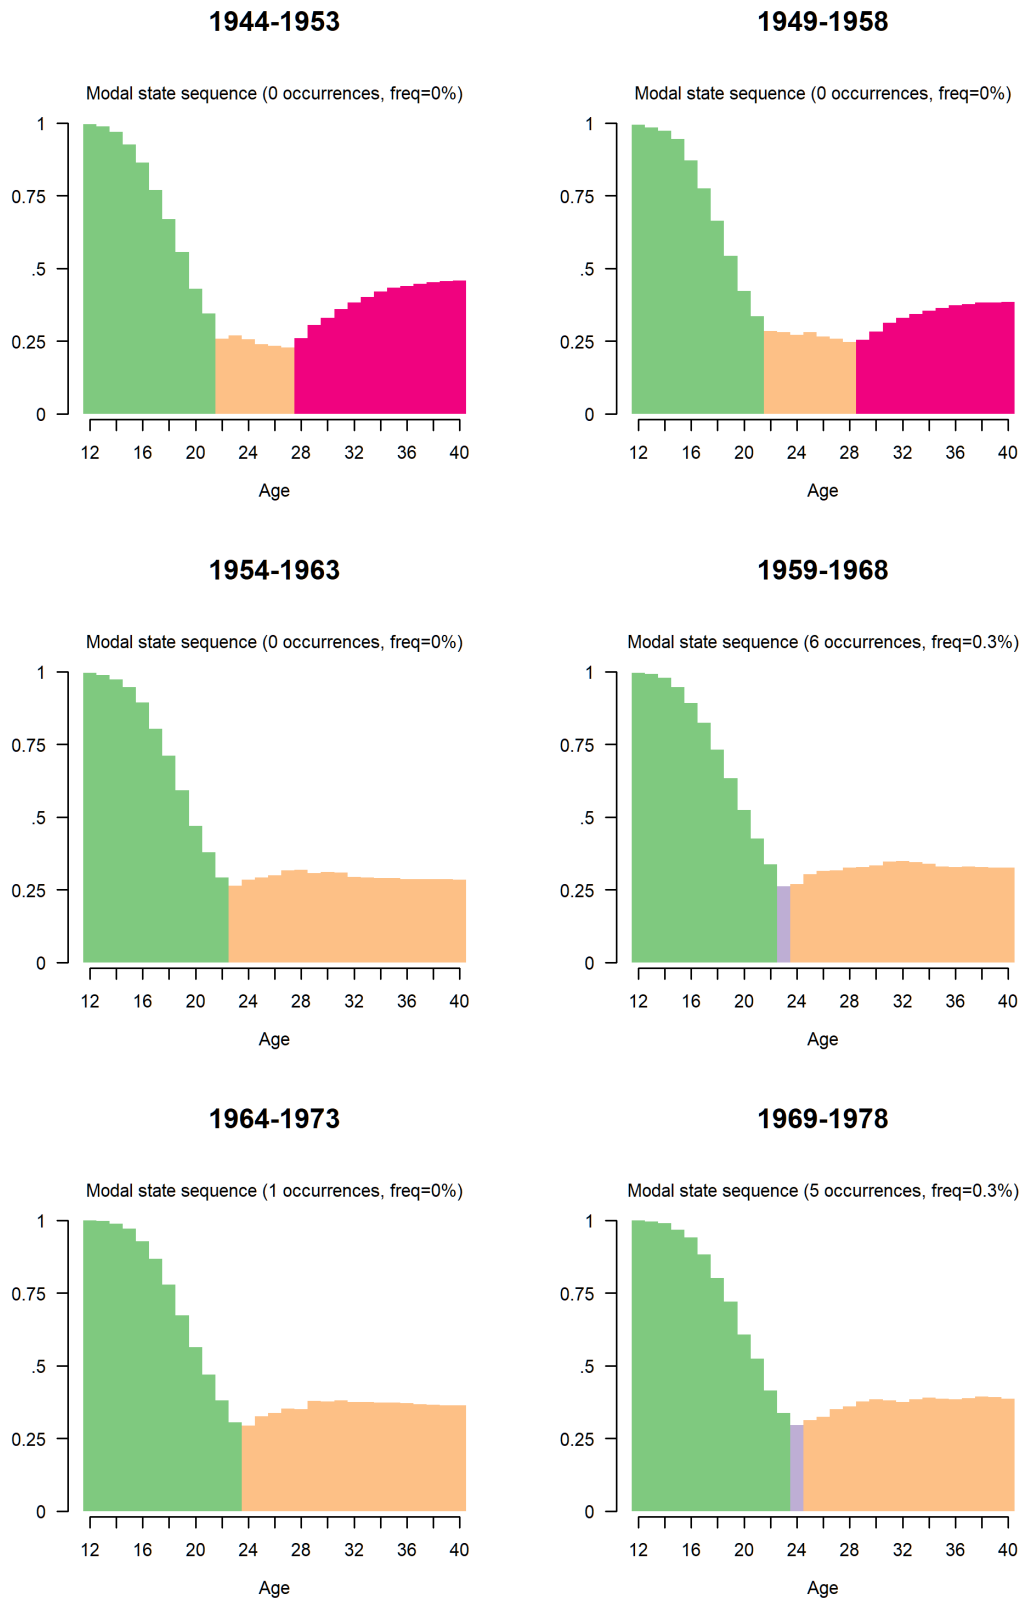 1944-1953
Modal state sequence (0 occurrences, freq=0%)
1
0.75
.5
0.25
0
12 16 20 24 28 32 36 40
Age
1949-1958
Modal state sequence (0 occurrences, freq=0%)
1
0.75
.5
0.25
0
12 16 20 24 28 32 36 40
Age
1954-1963
Modal state sequence (0 occurrences, freq=0%)
1
0.75
.5
0.25
0
12 16 20 24 28 32 36 40
Age
1959-1968
Modal state sequence (6 occurrences, freq=0.3%)
1
0.75
.5
0.25
0
12 16 20 24 28 32 36 40
Age
1964-1973
Modal state sequence (1 occurrences, freq=0%)
1
0.75
.5
0.25
0
12 16 20 24 28 32 36 40
Age
1969-1978
Modal state sequence (5 occurrences, freq=0.3%)
1
0.75
.5
0.25
0
12 16 20 24 28 32 36 40
Age